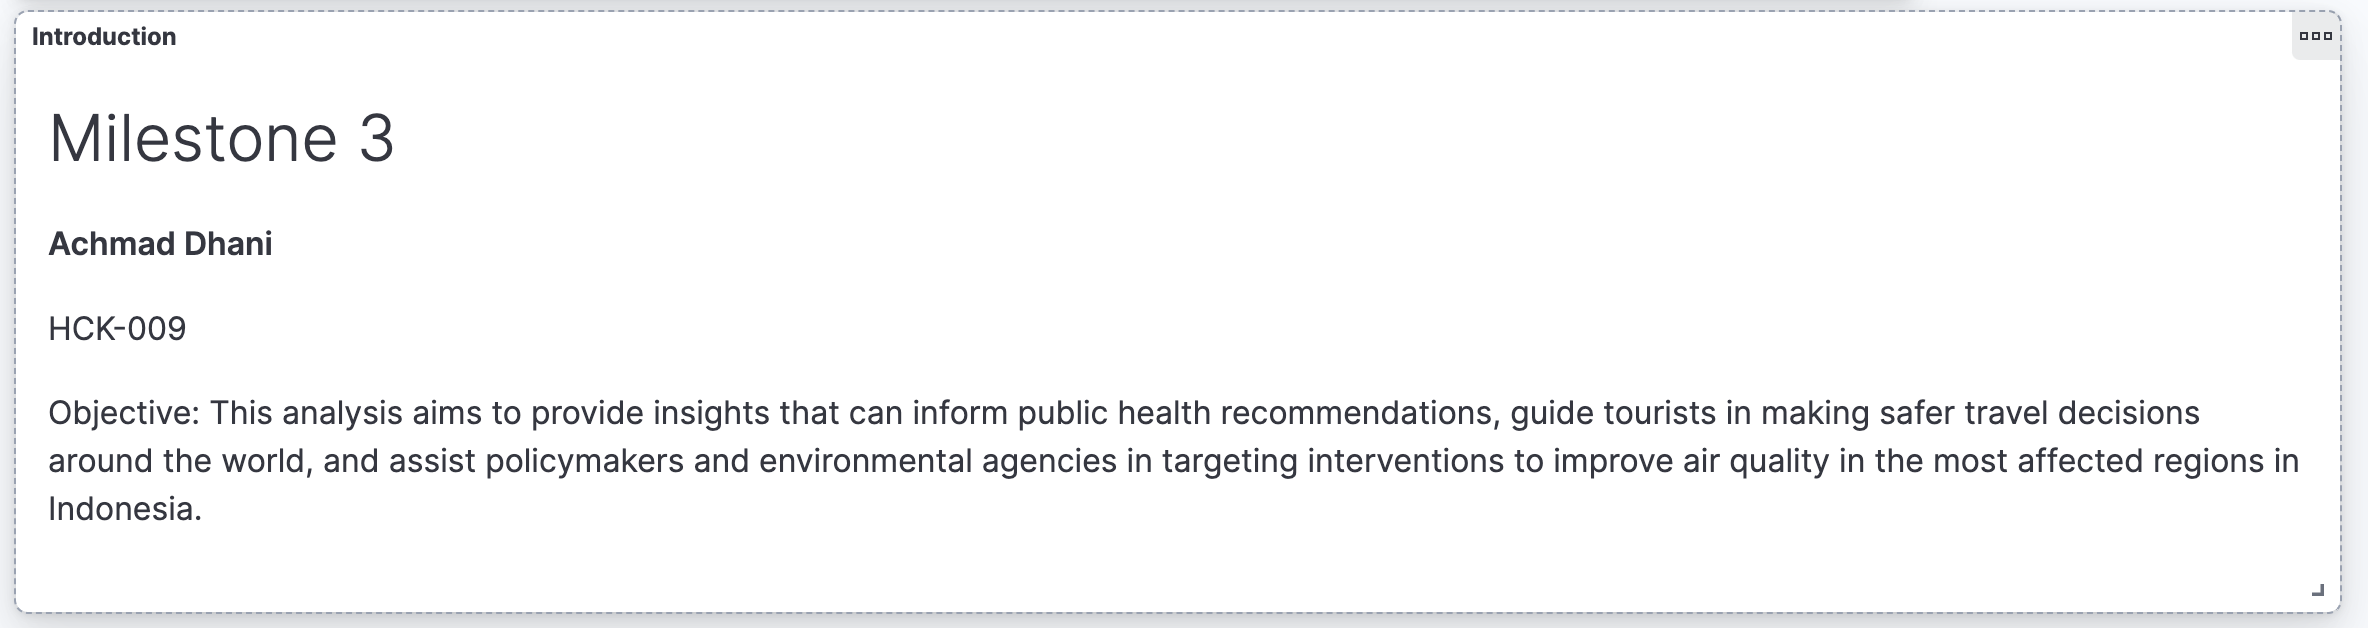 Introduction
Milestone 3
Achmad Dhani
HCK-009
Objective: This analysis aims to provide insights that can inform public health recommendations, guide tourists in making safer travel decisions
around the world, and assist policymakers and environmental agencies in targeting interventions to improve air quality in the most affected regions in
Indonesia.